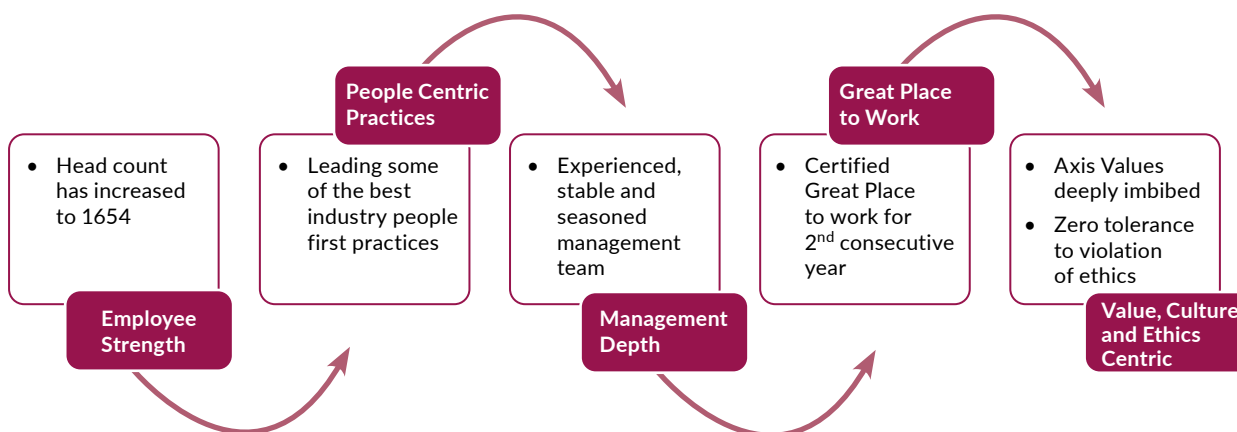 • Head count
has increased
to 1654
Employee
Strength
People Centric
Practices
• Leading some
of the best
industry people
first practices
• Experienced,
stable and
seasoned
management
team
Management
Depth
Great Place
to Work
• Certified
Great Place
to work for
2nd consecutive
year
• Axis Values
deeply imbibed
• Zero tolerance
to violation
of ethics
Value, Culture
and Ethics
Centric